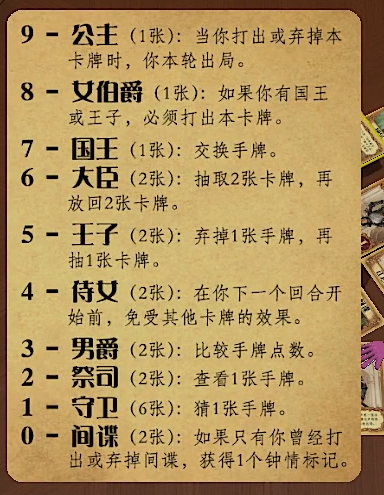 9 - 公主（1张）：当你打出或弃掉本
卡牌时，你本轮出局。
8 - 女伯爵（1张）：如果你有国王
或王子，必须打出本卡牌。
7 - 国王（1张）：交换手牌。
6 - 大臣（2张）：抽取2张卡牌，再
放回2张卡牌。
5 - 王子（2张）：弃掉1张手牌，再
抽1张卡牌。
4 - 侍女（2张）：在你下一个回合开
始前，免受其他卡牌的效果。
3 - 男爵（2张）：比较手牌点数。
2 - 祭司（2张）：查看1张手牌。
1 - 守卫（6张）：猜1张手牌。
0 - 间谍（2张）：如果只有你曾经打
出或弃掉间谍，获得1个钟情标记。